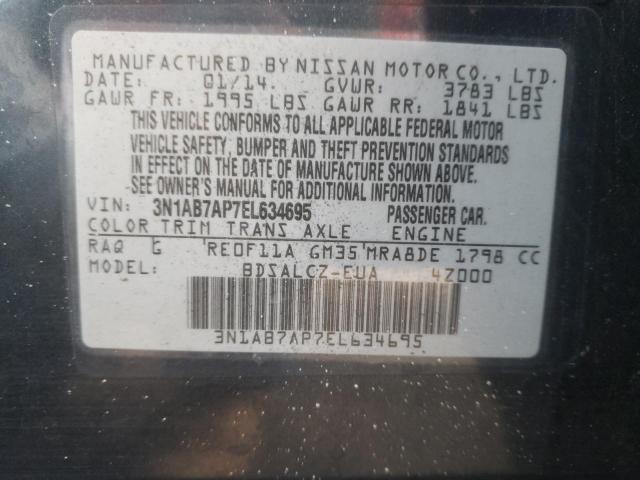 MANUFACTURED BY NISSAN MOTOR CO., LTD.
DATE: 01/14. GVWR: 3783 LBS
GAWR FR: 1995 LBS GAWR RR: 1841 LBS
THIS VEHICLE CONFORMS TO ALL APPLICABLE FEDERAL MOTOR
VEHICLE SAFETY, BUMPER AND THEFT PREVENTION STANDARDS
IN EFFECT ON THE DATE OF MANUFACTURE SHOWN ABOVE.
SEE OWNER'S MANUAL FOR ADDITIONAL INFORMATION.
VIN: 3N1AB7AP7EL634695 PASSENGER CAR.
COLOR TRIM TRANS AXLE ENGINE
RAQ G RE0F11A GM35 MRA8DE 1798 CC
BDSALCZ-EUA 4Z000
3N1AB7AP7EL634695